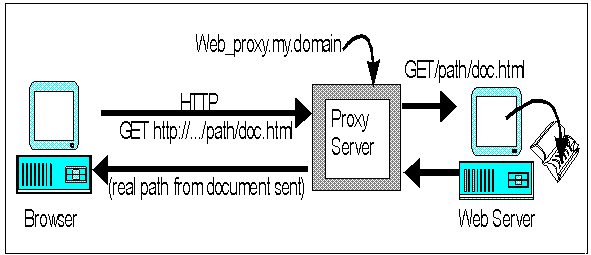 Web_proxy.my.domain
GET/path/doc.html
HTTP
GET http://.../path/doc.html
Proxy
Server
(real path from document sent)
Browser
Web Server